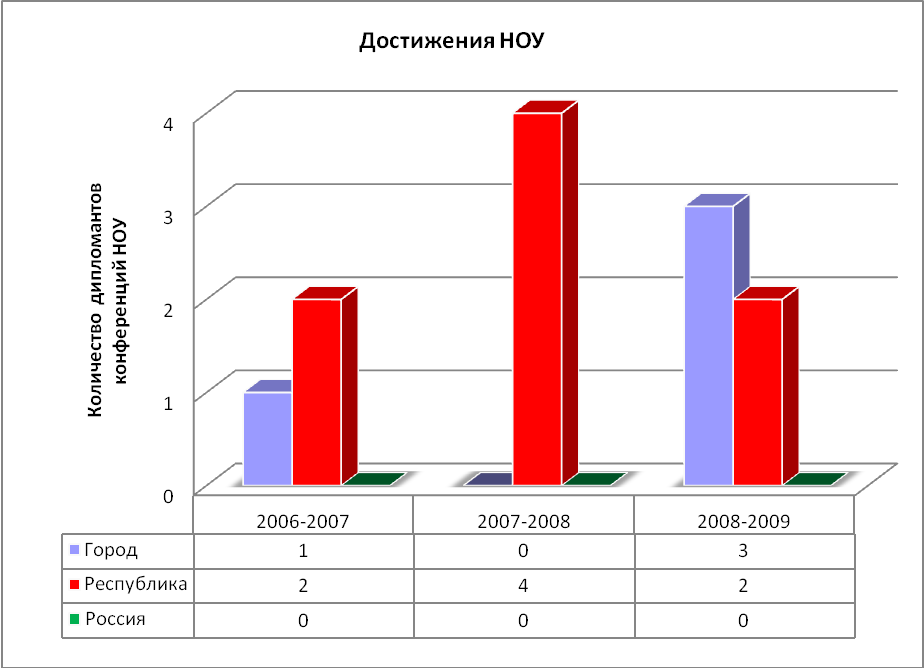 Достижения НОУ
Количество дипломантов
конференций НОУ
4
3
2
1
0
2006-2007 2007-2008 2008-2009
Город 1 0 3
Республика 2 4 2
Россия 0 0 0